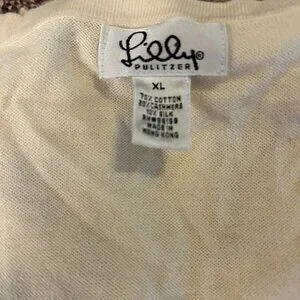 Lilly®
PULITZER
XL
70% COTTON
20% CASHMERE
10% SILK
MADE IN
HONG KONG